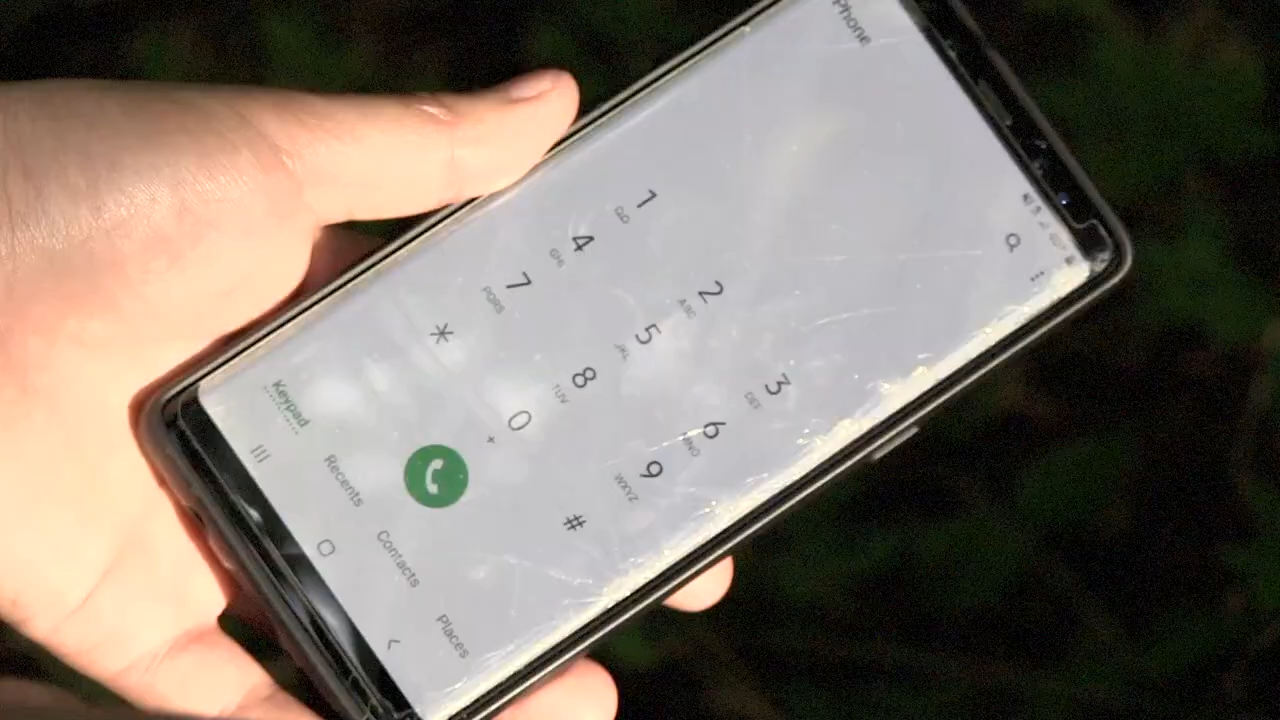 Phone
1 2 ABC 3 DEF
4 GHI 5 JKL 6 MNO
7 PQRS 8 TUV 9 WXYZ
* 0 + #
Keypad Recents Contacts Places